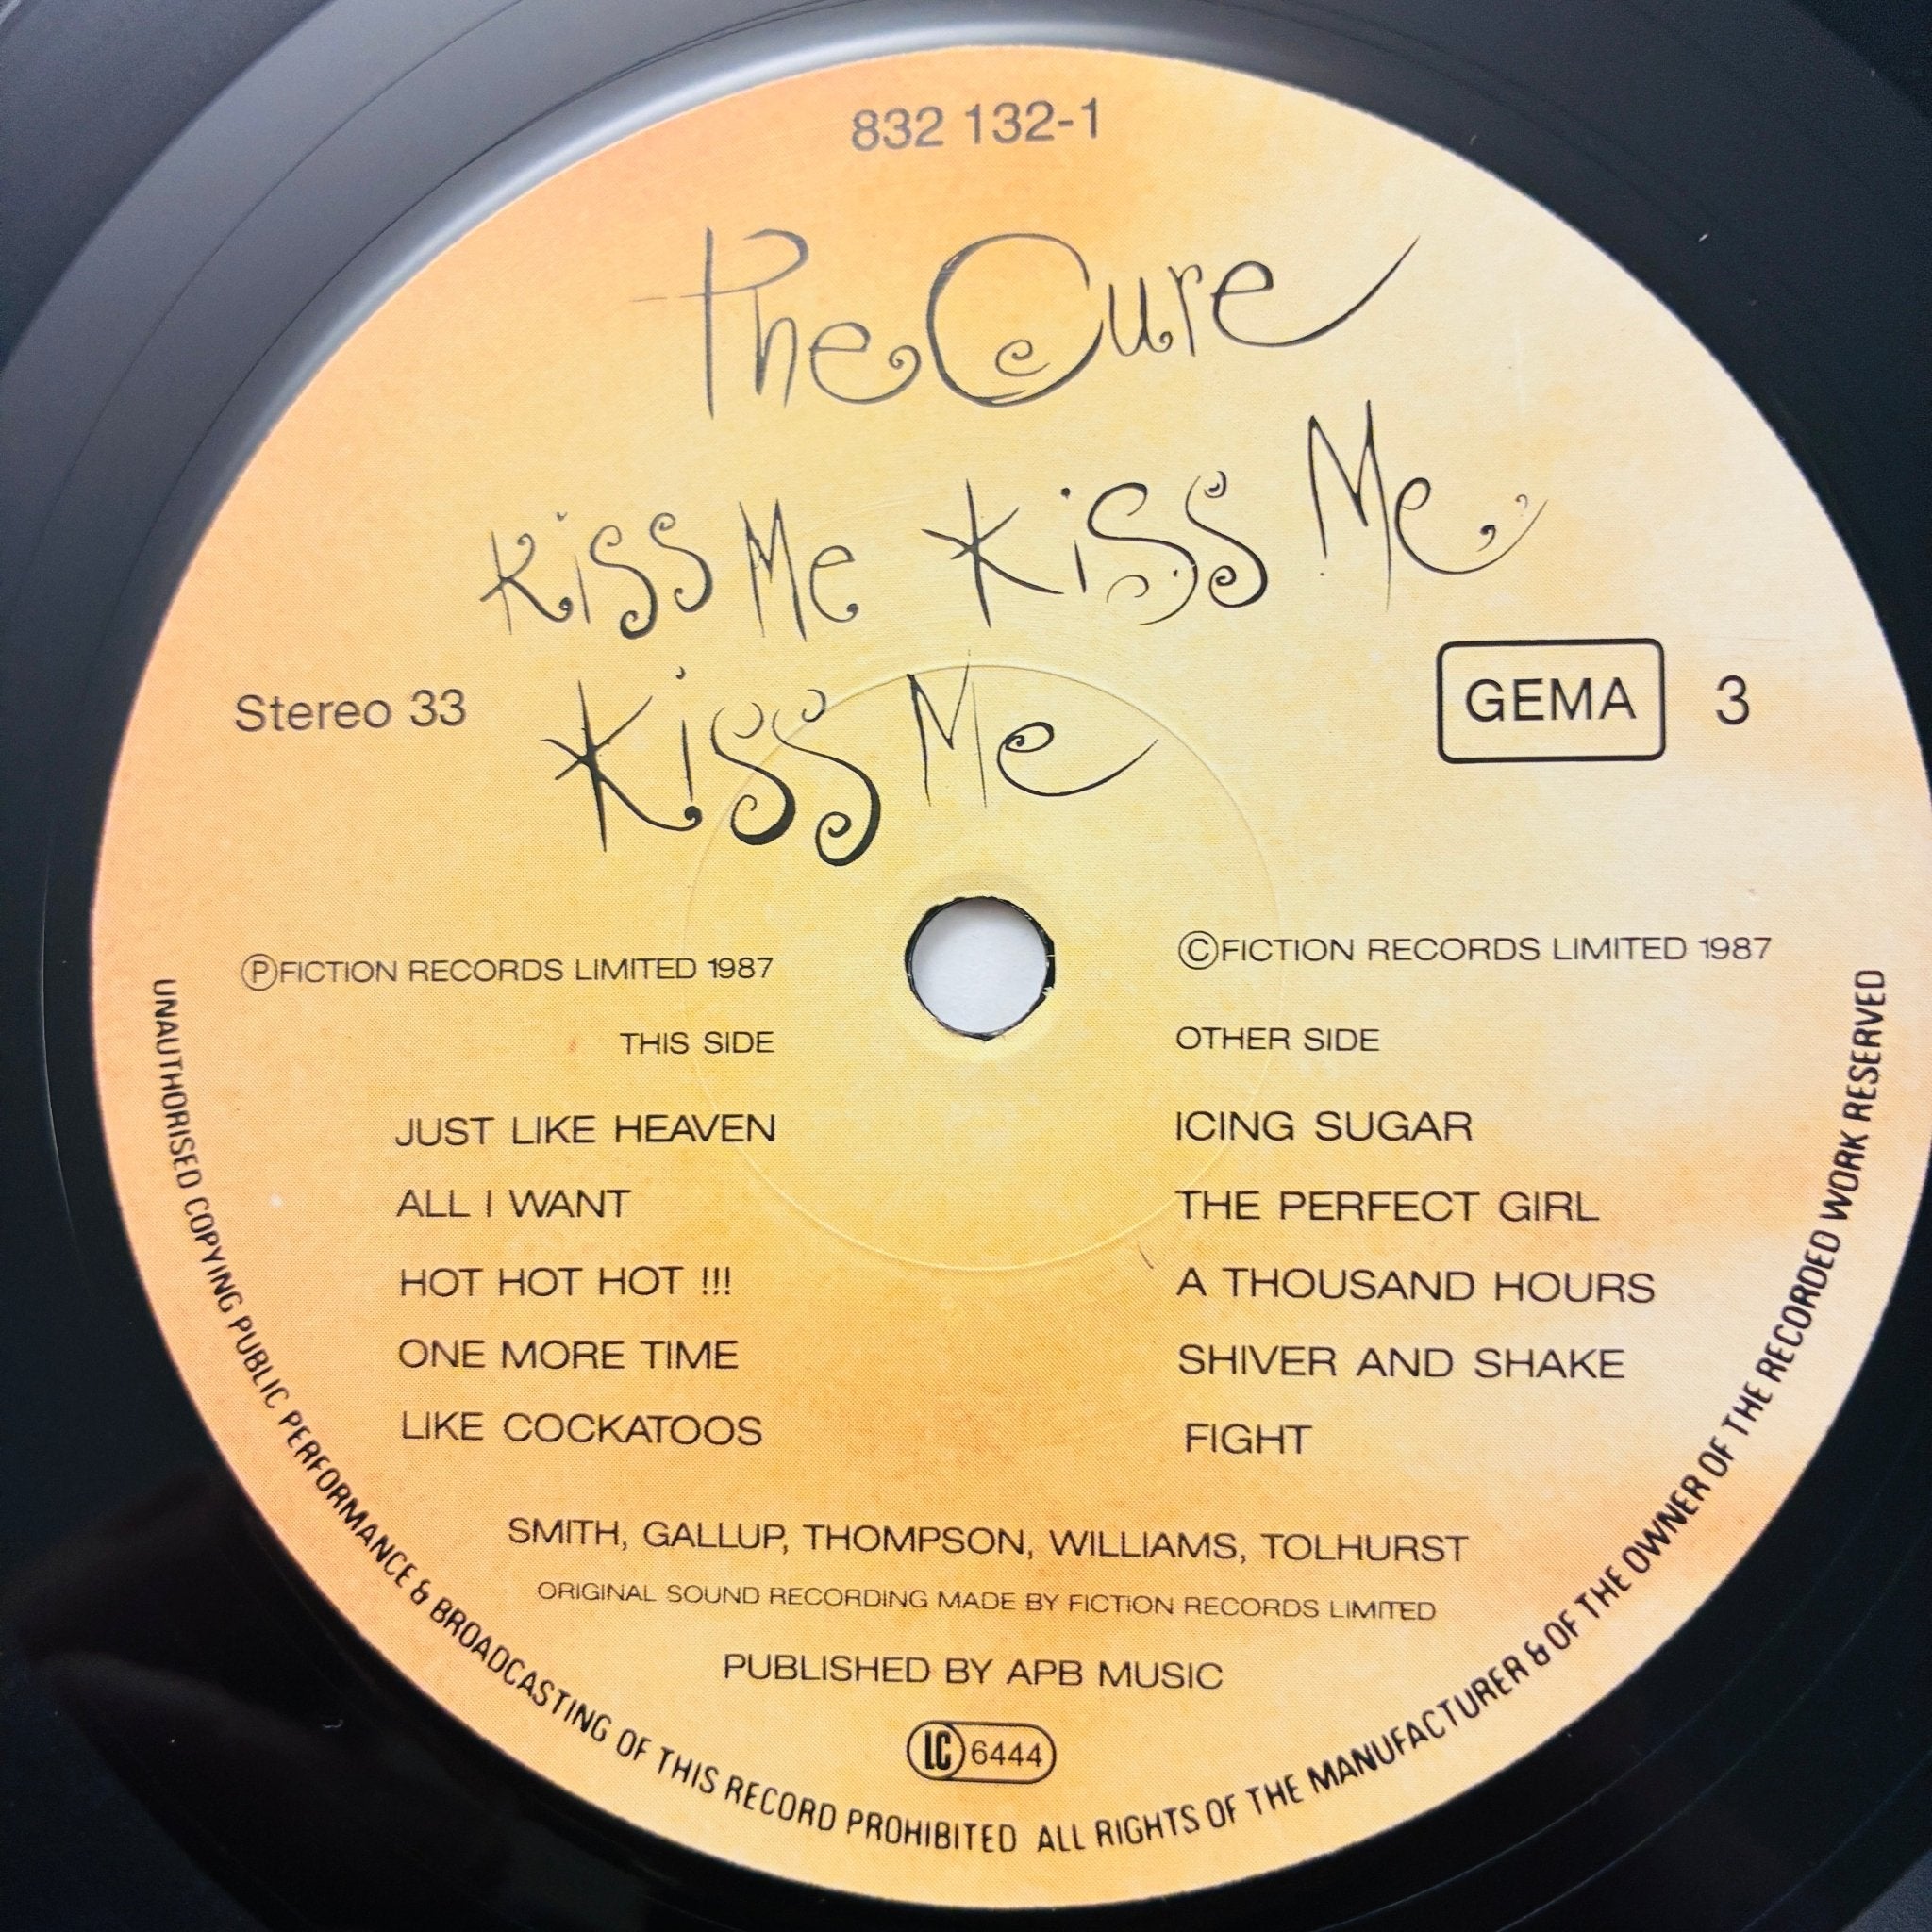 832 132-1
The Cure
Kiss Me Kiss Me
Kiss Me
Stereo 33
GEMA 3
ⓅFICTION RECORDS LIMITED 1987
ⒸFICTION RECORDS LIMITED 1987
THIS SIDE
JUST LIKE HEAVEN
ALL I WANT
HOT HOT HOT !!!
ONE MORE TIME
LIKE COCKATOOS
OTHER SIDE
ICING SUGAR
THE PERFECT GIRL
A THOUSAND HOURS
SHIVER AND SHAKE
FIGHT
SMITH, GALLUP, THOMPSON, WILLIAMS, TOLHURST
ORIGINAL SOUND RECORDING MADE BY FICTION RECORDS LIMITED
PUBLISHED BY APB MUSIC
LC 6444
UNAUTHORISED COPYING PUBLIC PERFORMANCE & BROADCASTING OF THIS RECORD PROHIBITED ALL RIGHTS OF THE MANUFACTURER & OF THE OWNER OF THE RECORDED WORK RESERVED